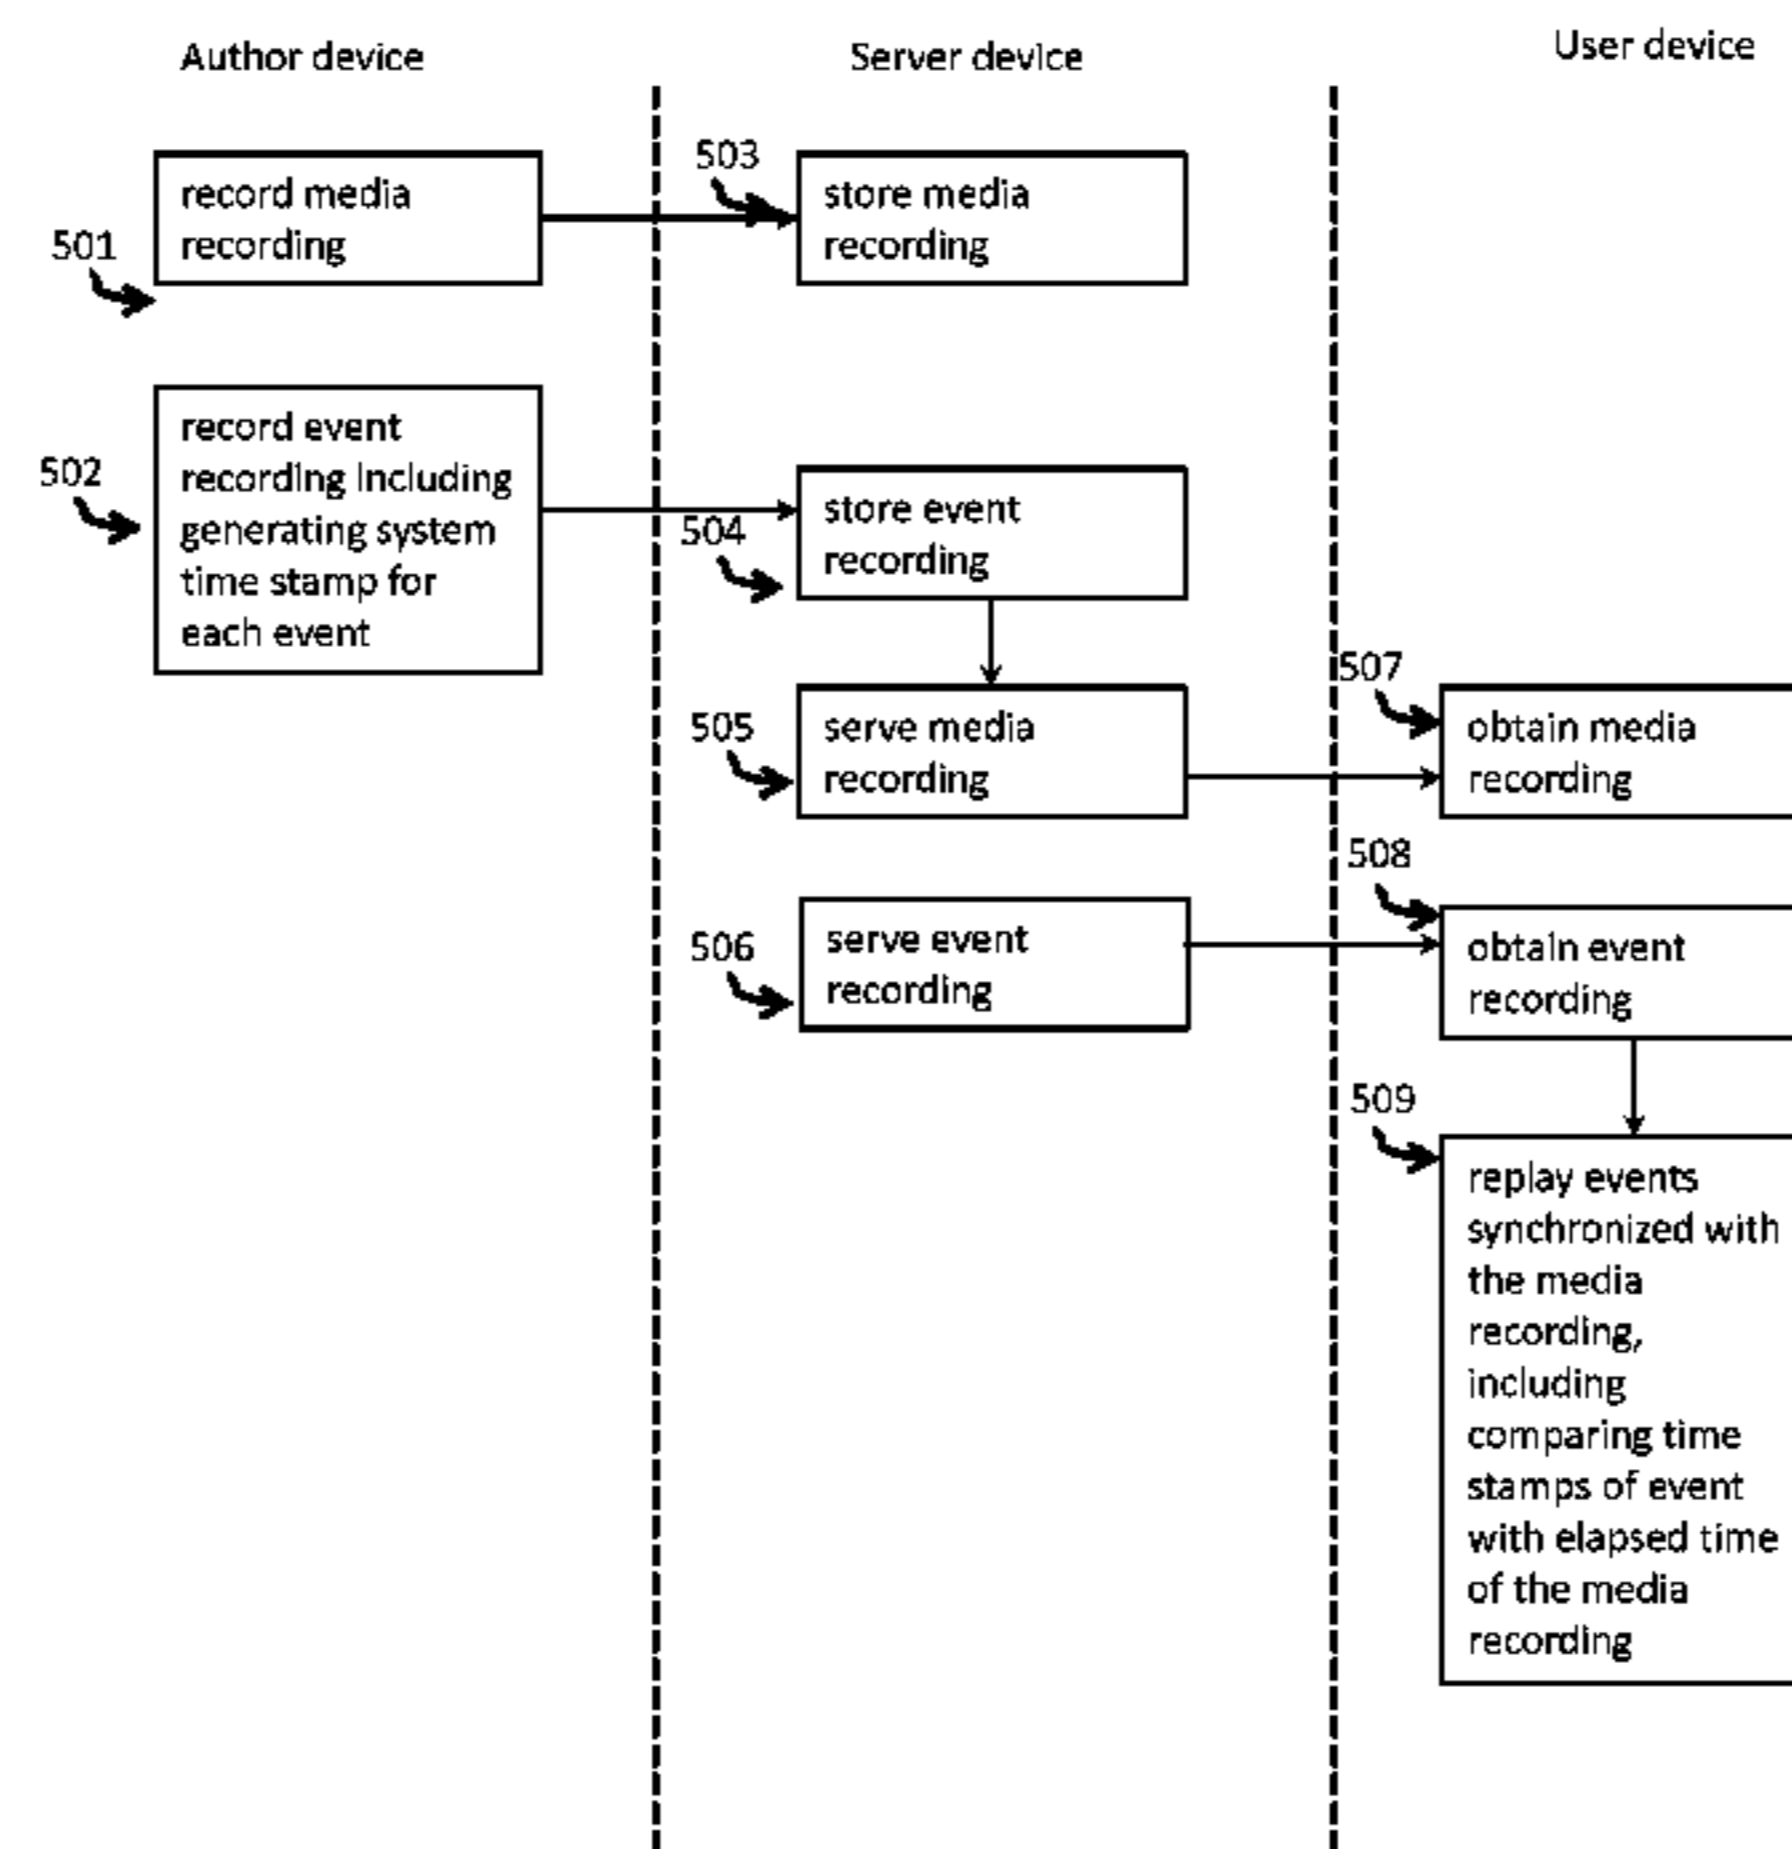 Author device
Server device
User device
501
record media
recording
503
store media
recording
502
record event
recording including
generating system
time stamp for
each event
504
store event
recording
505
serve media
recording
507
obtain media
recording
506
serve event
recording
508
obtain event
recording
509
replay events
synchronized with
the media
recording,
including
comparing time
stamps of event
with elapsed time
of the media
recording